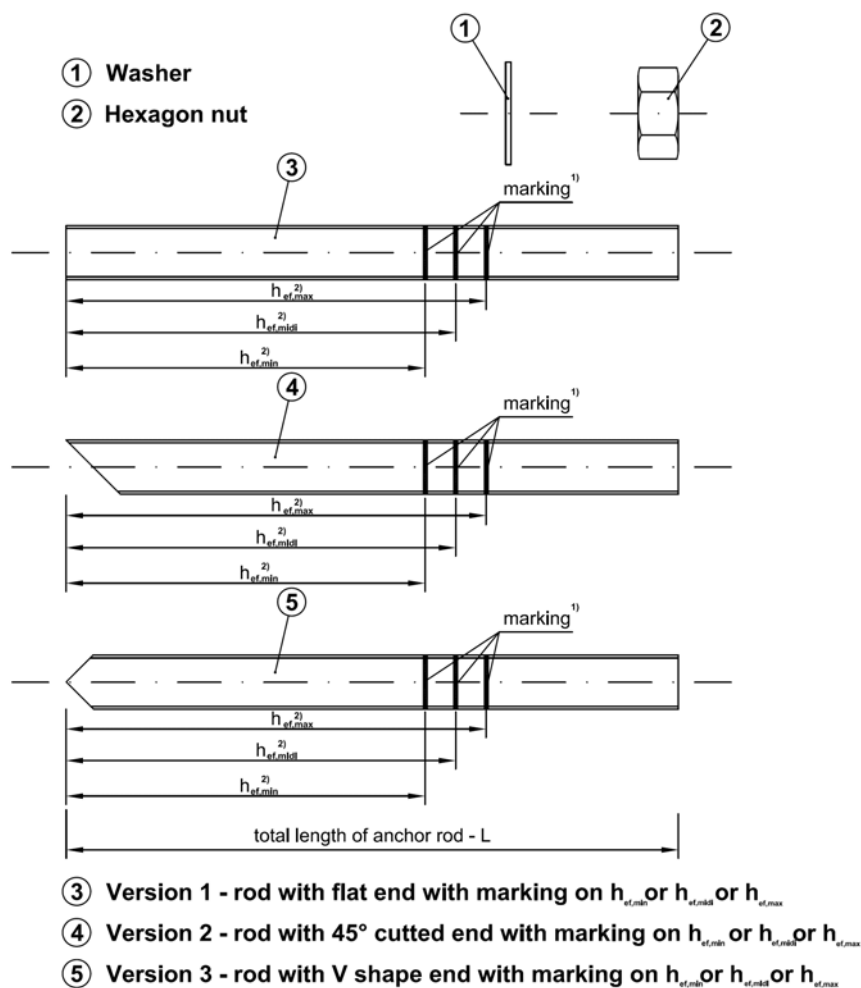 ① ②
① Washer
② Hexagon nut
③
marking¹⁾
h ef,max ²⁾
h ef,midi ²⁾
h ef,min ²⁾
④
marking¹⁾
h ef,max ²⁾
h ef,midi ²⁾
h ef,min ²⁾
⑤
marking¹⁾
h ef,max ²⁾
h ef,midi ²⁾
h ef,min ²⁾
total length of anchor rod - L
③ Version 1 - rod with flat end with marking on h ef,min or h ef,midi or h ef,max
④ Version 2 - rod with 45° cutted end with marking on h ef,min or h ef,midi or h ef,max
⑤ Version 3 - rod with V shape end with marking on h ef,min or h ef,midi or h ef,max